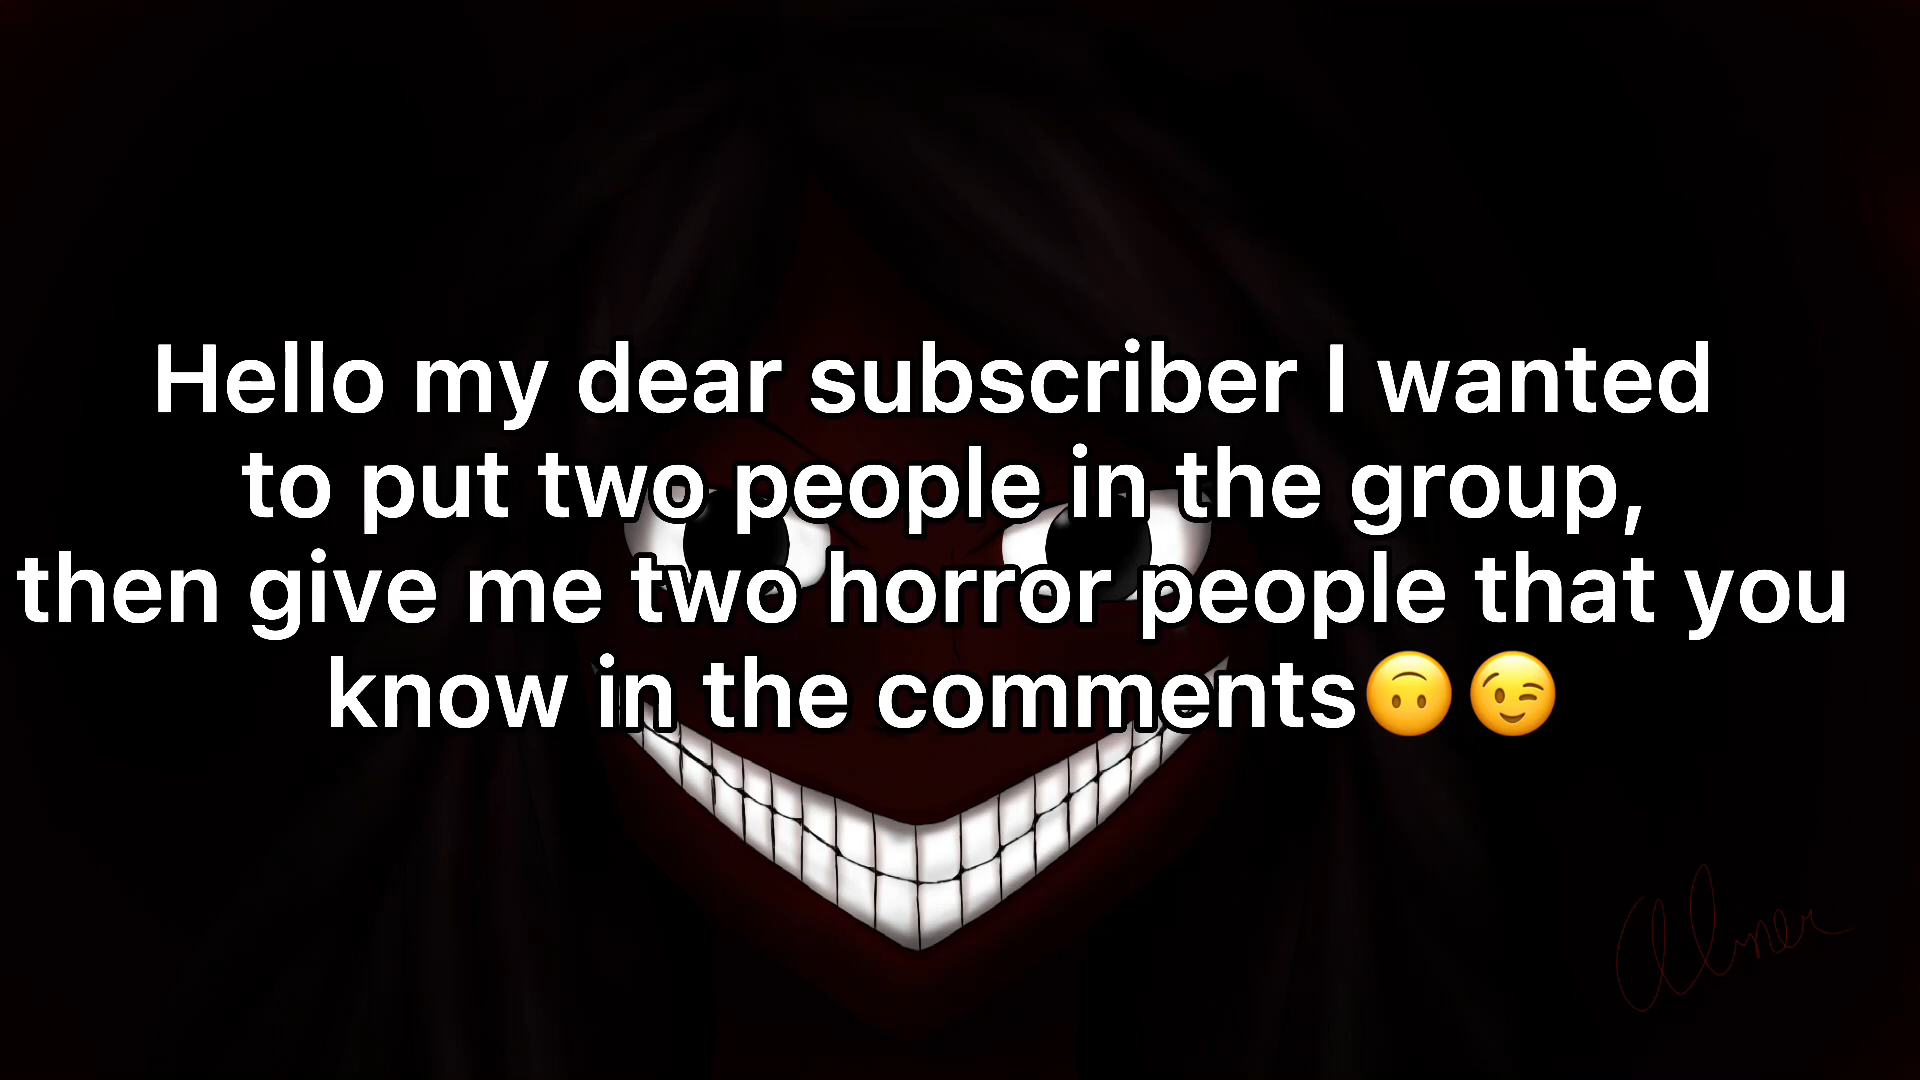 Hello my dear subscriber I wanted
to put two people in the group,
then give me two horror people that you
know in the comments🙃😉
Almer